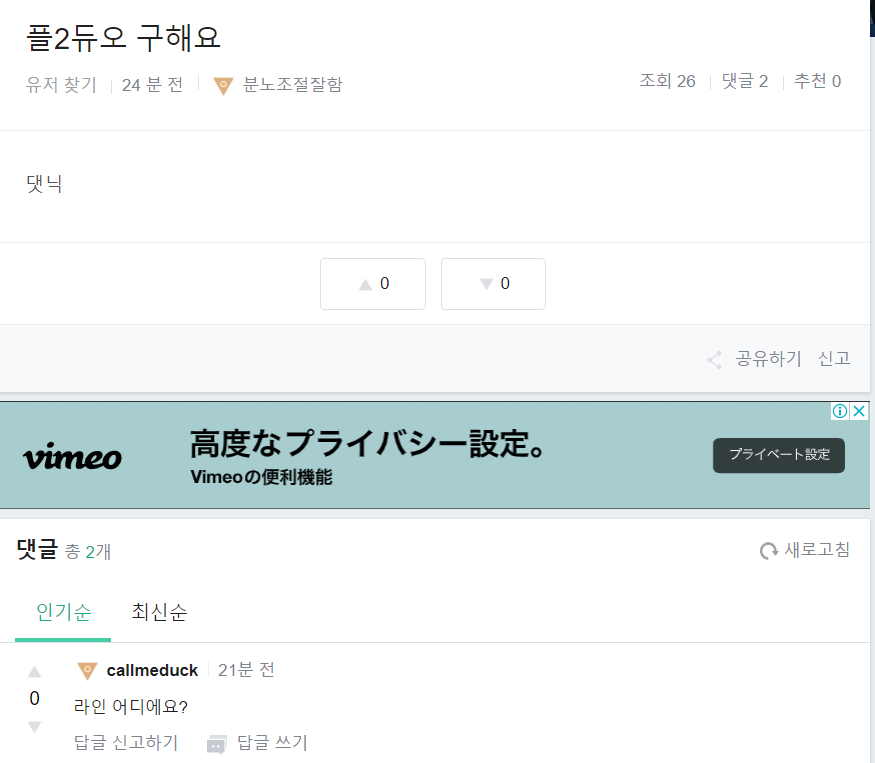 플2듀오 구해요
유저 찾기 24 분 전 분노조절잘함 조회 26 댓글 2 추천 0
댓닉
0 0
공유하기 신고
vimeo
高度なプライバシー設定。
Vimeoの便利機能
プライベート設定
댓글 총 2개 새로고침
인기순 최신순
callmeduck 21분 전
0
라인 어디에요?
답글 신고하기 답글 쓰기